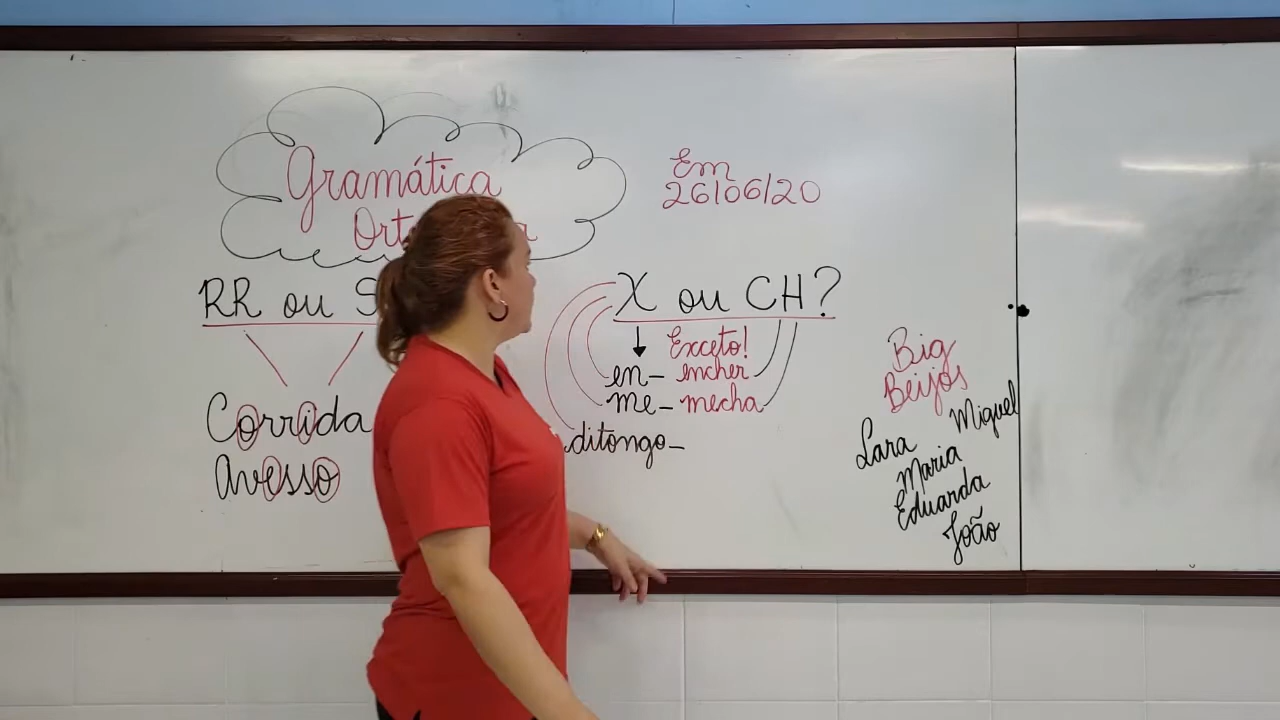 Gramática
Em
26/06/20
RR ou
X ou CH?
Exceto!
en- encher
me- mecha
ditongo-
Corrida
Avesso
Big
Beijos
Miguel
Lara
Maria
Eduarda
João